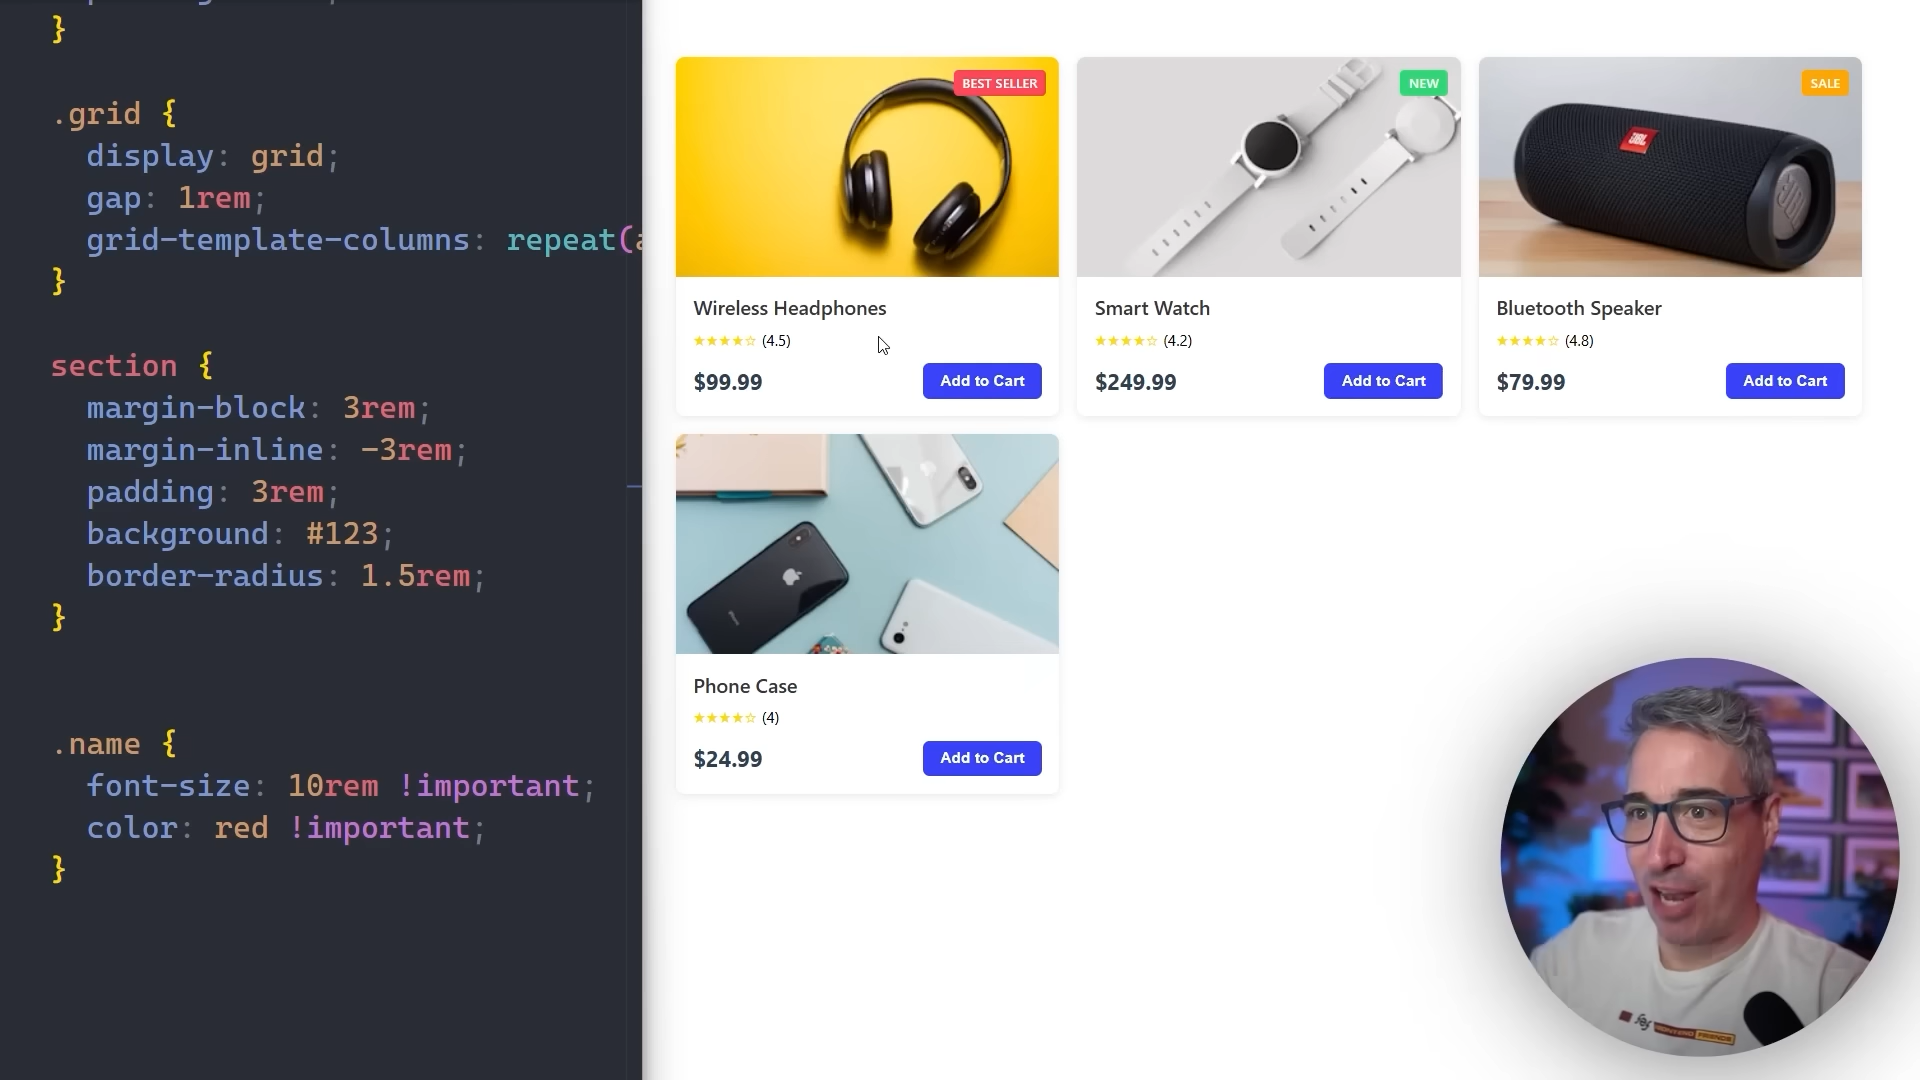 }
.grid {
display: grid;
gap: 1rem;
grid-template-columns: repeat(
}
section {
margin-block: 3rem;
margin-inline: -3rem;
padding: 3rem;
background: #123;
border-radius: 1.5rem;
}
.name {
font-size: 10rem !important;
color: red !important;
}
BEST SELLER
Wireless Headphones
★★★★☆ (4.5)
$99.99
Add to Cart
NEW
Smart Watch
★★★★☆ (4.2)
$249.99
Add to Cart
SALE
JBL
Bluetooth Speaker
★★★★☆ (4.8)
$79.99
Add to Cart
Phone Case
★★★★☆ (4)
$24.99
Add to Cart
FRONTEND FRIENDS